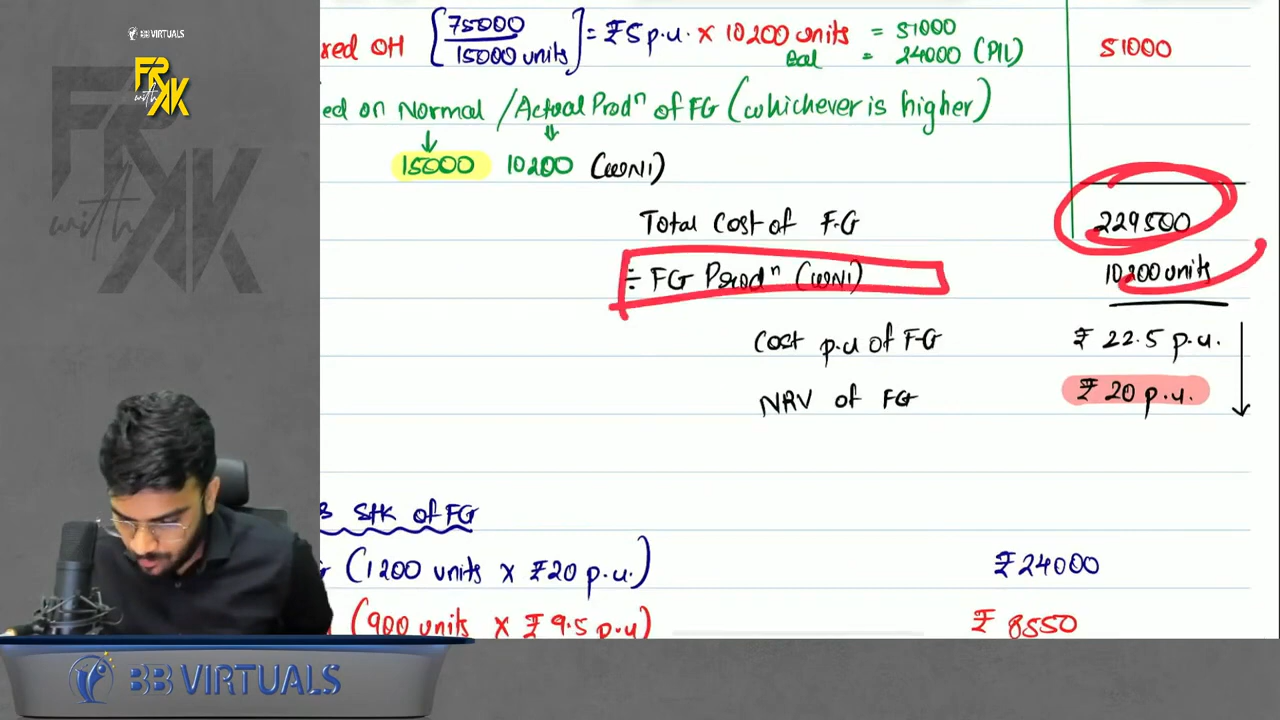 BB VIRTUALS
FR
with
AK
xed OH [75000 / 15000 units] = ₹5 p.u. × 10200 units = 51000
Bal = 24000 (P/L)
51000
ed on Normal / Actual Prodⁿ of FG (whichever is higher)
15000 10200 (WN1)
Total Cost of F.G 229500
÷ FG Prodⁿ (WN1) 10200 units
Cost p.u of FG ₹ 22.5 p.u.
NRV of FG ₹ 20 p.u.
Stk of FG
(1200 units × ₹20 p.u.) ₹24000
(900 units × ₹9.5 p.u) ₹ 8550
BB VIRTUALS